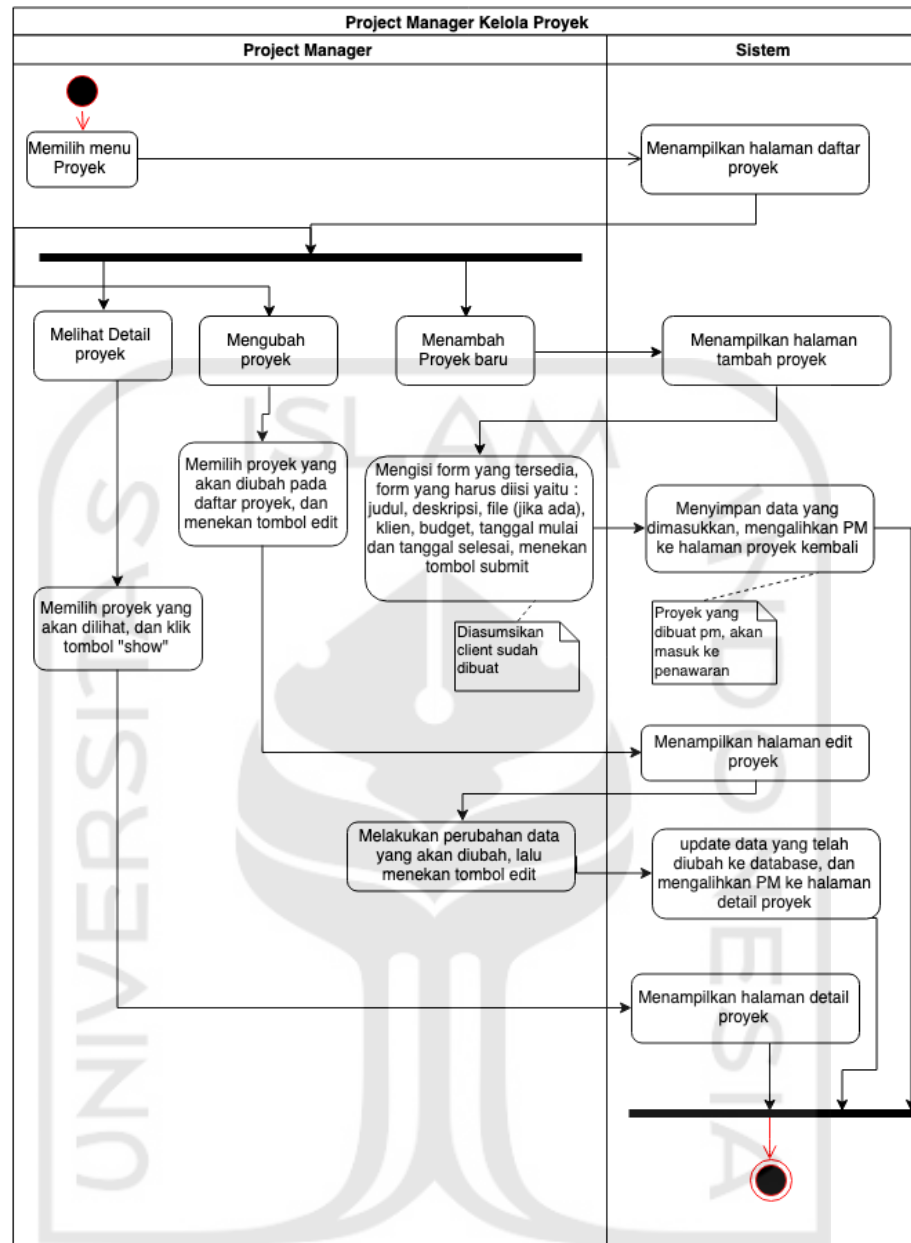 Project Manager Kelola Proyek
Project Manager
Sistem
Memilih menu
Proyek
Menampilkan halaman daftar
proyek
Melihat Detail
proyek
Mengubah
proyek
Menambah
Proyek baru
Menampilkan halaman
tambah proyek
Memilih proyek yang
akan diubah pada
daftar proyek, dan
menekan tombol edit
Mengisi form yang tersedia,
form yang harus diisi yaitu :
judul, deskripsi, file (jika ada),
klien, budget, tanggal mulai
dan tanggal selesai, menekan
tombol submit
Menyimpan data yang
dimasukkan, mengalihkan PM
ke halaman proyek kembali
Memilih proyek yang
akan dilihat, dan klik
tombol "show"
Diasumsikan
client sudah
dibuat
Proyek yang
dibuat pm, akan
masuk ke
penawaran
Menampilkan halaman edit
proyek
Melakukan perubahan data
yang akan diubah, lalu
menekan tombol edit
update data yang telah
diubah ke database, dan
mengalihkan PM ke halaman
detail proyek
Menampilkan halaman detail
proyek
UNIVERSITAS
ISLAM
INDONESIA